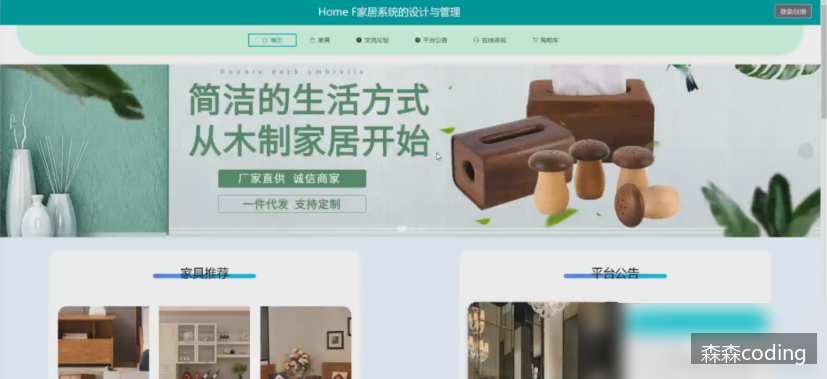 Home F家居系统的设计与管理
登录/注册
首页 家具 交流论坛 平台公告 在线咨询 购物车
Double deck umbrella
简洁的生活方式
从木制家居开始
厂家直供 诚信商家
一件代发 支持定制
家具推荐
平台公告
森森coding